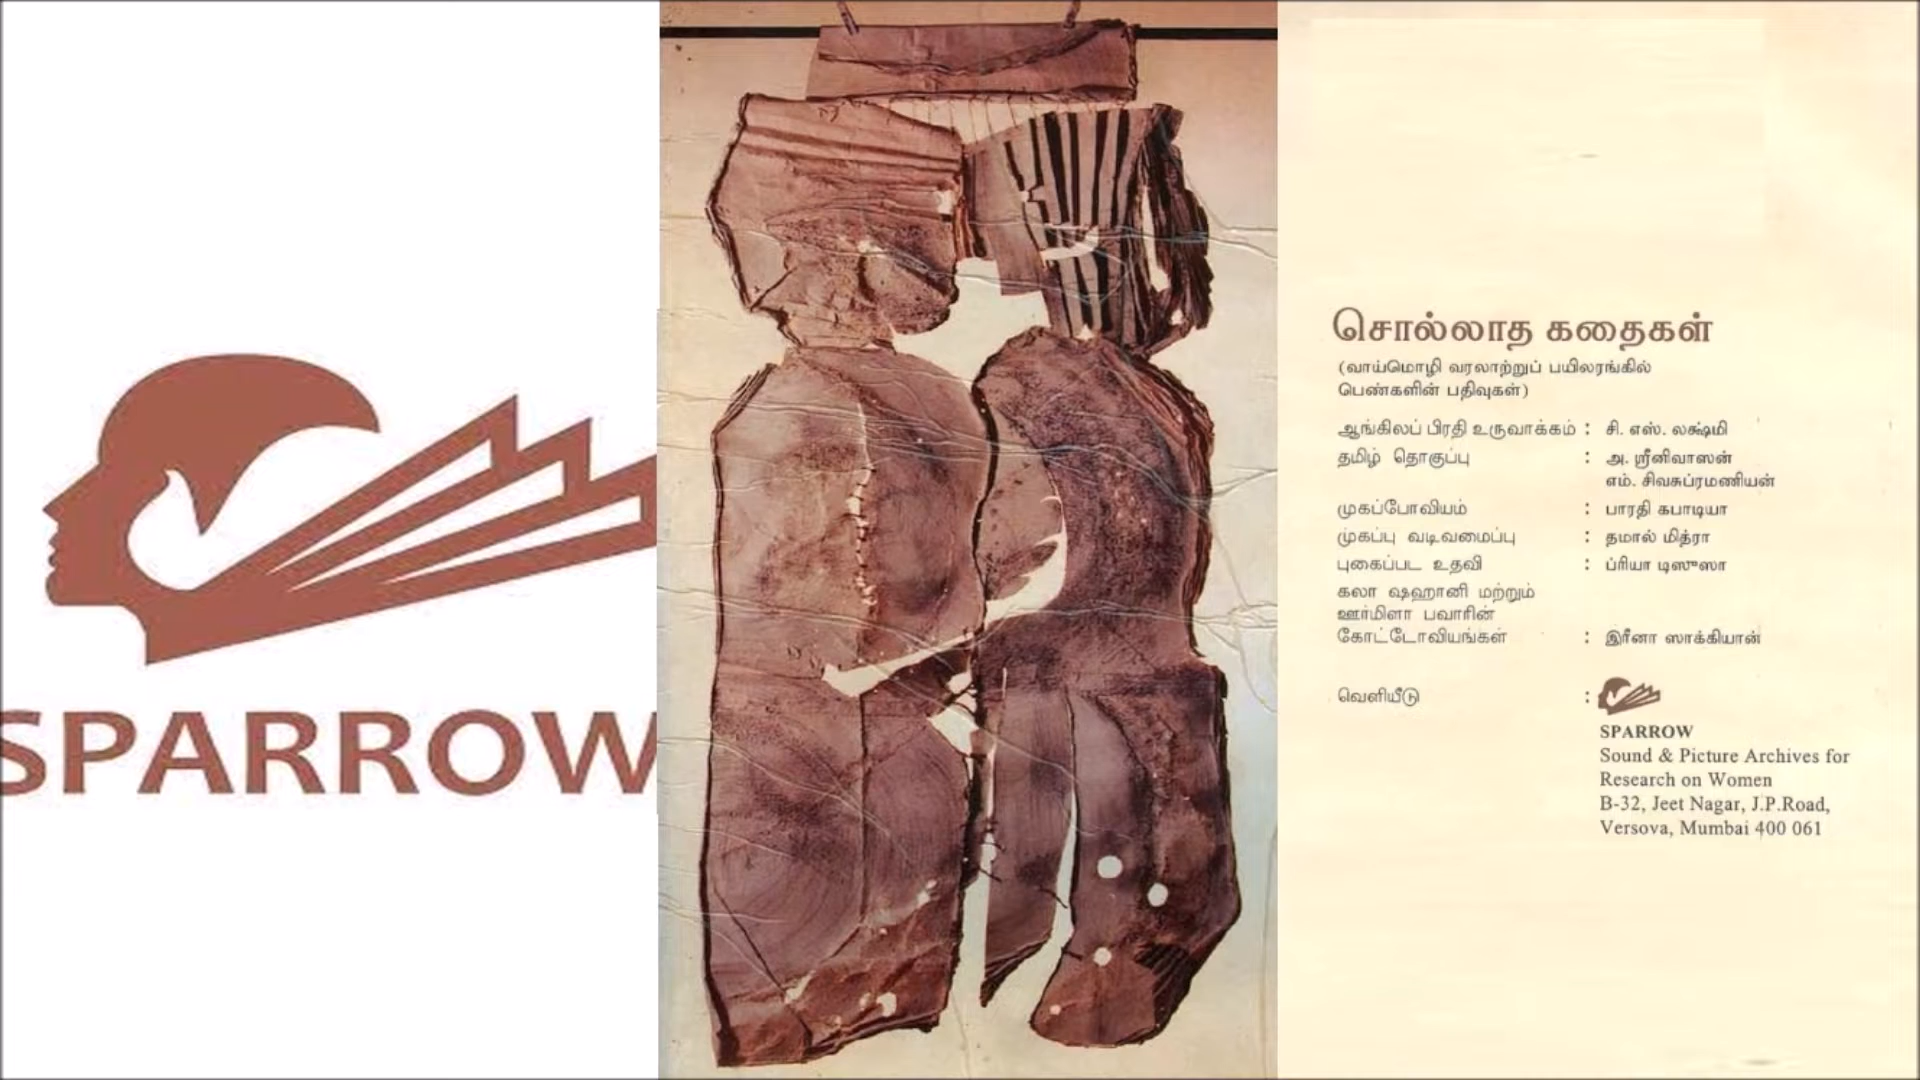 SPARROW
சொல்லாத கதைகள்
(வாய்மொழி வரலாற்றுப் பயிலரங்கில்
பெண்களின் பதிவுகள்)
ஆங்கிலப் பிரதி உருவாக்கம் : சி. எஸ். லக்ஷ்மி
தமிழ் தொகுப்பு : அ. ஸ்ரீனிவாஸன்
எம். சிவசுப்ரமணியன்
முகப்போவியம் : பாரதி கபாடியா
முகப்பு வடிவமைப்பு : தமால் மித்ரா
புகைப்பட உதவி : ப்ரியா டிஸுஸா
கலா ஷஹானி மற்றும்
ஊர்மிளா பவாரின்
கோட்டோவியங்கள் : இரீனா ஸாக்கியான்
வெளியீடு :
SPARROW
Sound & Picture Archives for
Research on Women
B-32, Jeet Nagar, J.P.Road,
Versova, Mumbai 400 061